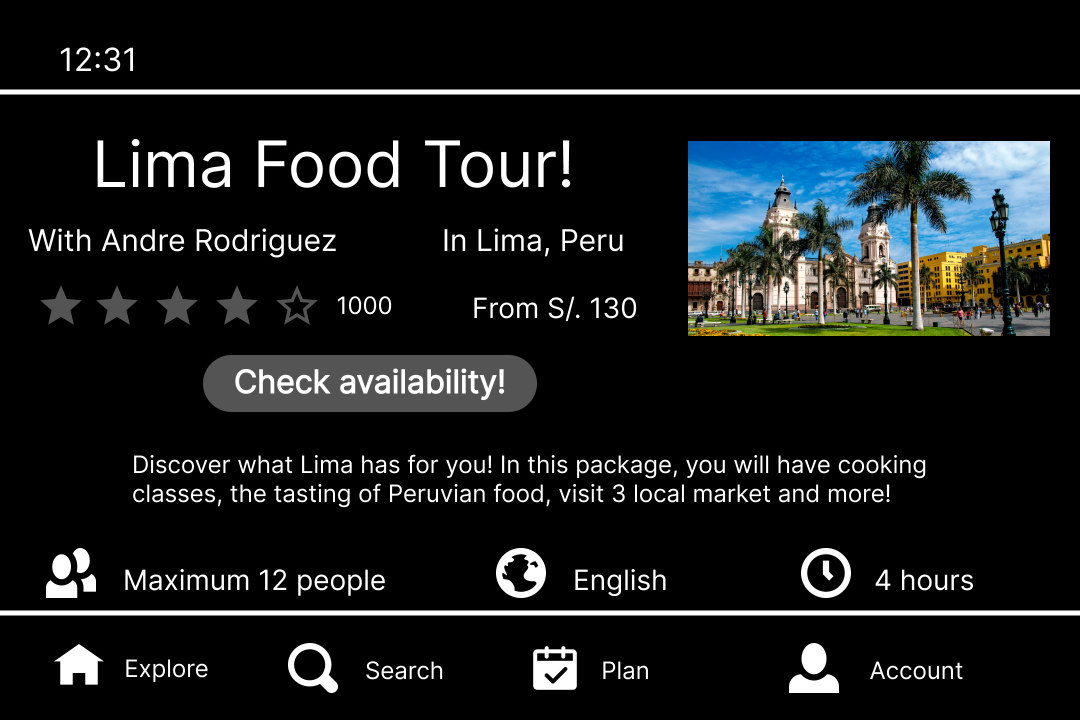 12:31
Lima Food Tour!
With Andre Rodriguez
In Lima, Peru
1000
From S/. 130
Check availability!
Discover what Lima has for you! In this package, you will have cooking
classes, the tasting of Peruvian food, visit 3 local market and more!
Maximum 12 people
English
4 hours
Explore
Search
Plan
Account